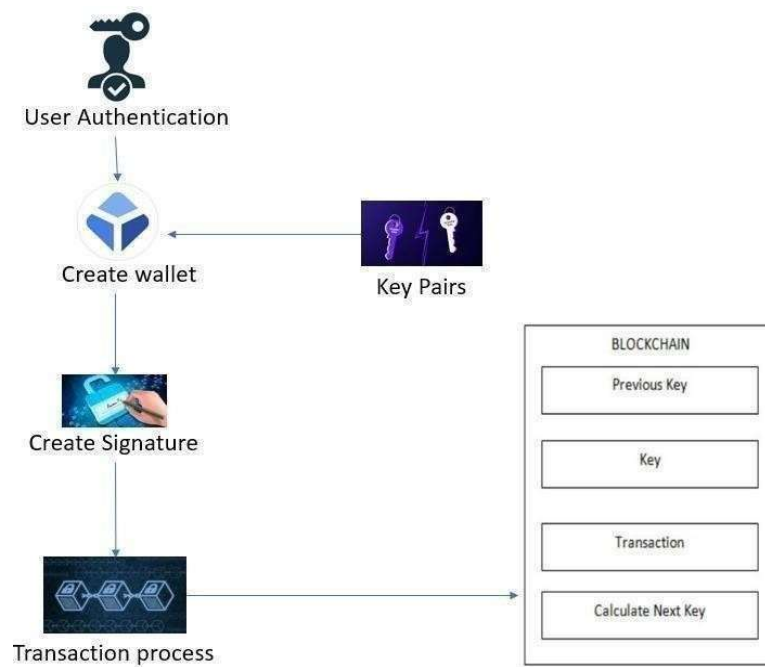 User Authentication
Create wallet
Key Pairs
Create Signature
Transaction process
BLOCKCHAIN
Previous Key
Key
Transaction
Calculate Next Key